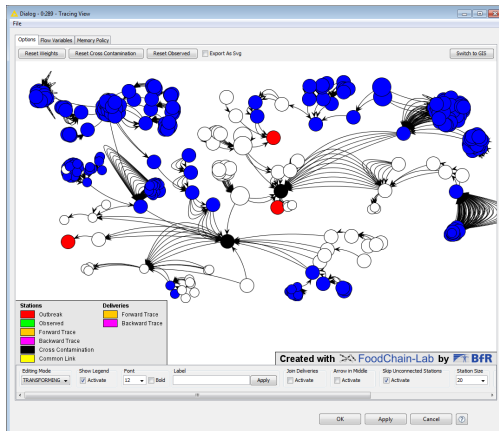 Dialog - 0:289 - Tracing View
File
Options Flow Variables Memory Policy
Reset Weights Reset Cross Contamination Reset Observed Export As Svg Switch to GIS
Stations Deliveries
Outbreak Forward Trace
Observed Backward Trace
Forward Trace
Backward Trace
Cross Contamination
Common Link
Created with FoodChain-Lab by BfR
Editing Mode Show Legend Font Label Join Deliveries Arrow in Middle Skip Unconnected Stations Station Size
TRANSFORMING Activate 12 Bold Apply Activate Activate Activate 20
OK Apply Cancel ?